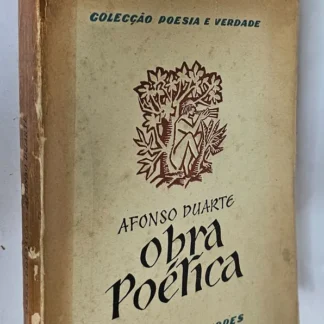 COLECÇÃO POESIA E VERDADE
AFONSO DUARTE
Obra
Poética